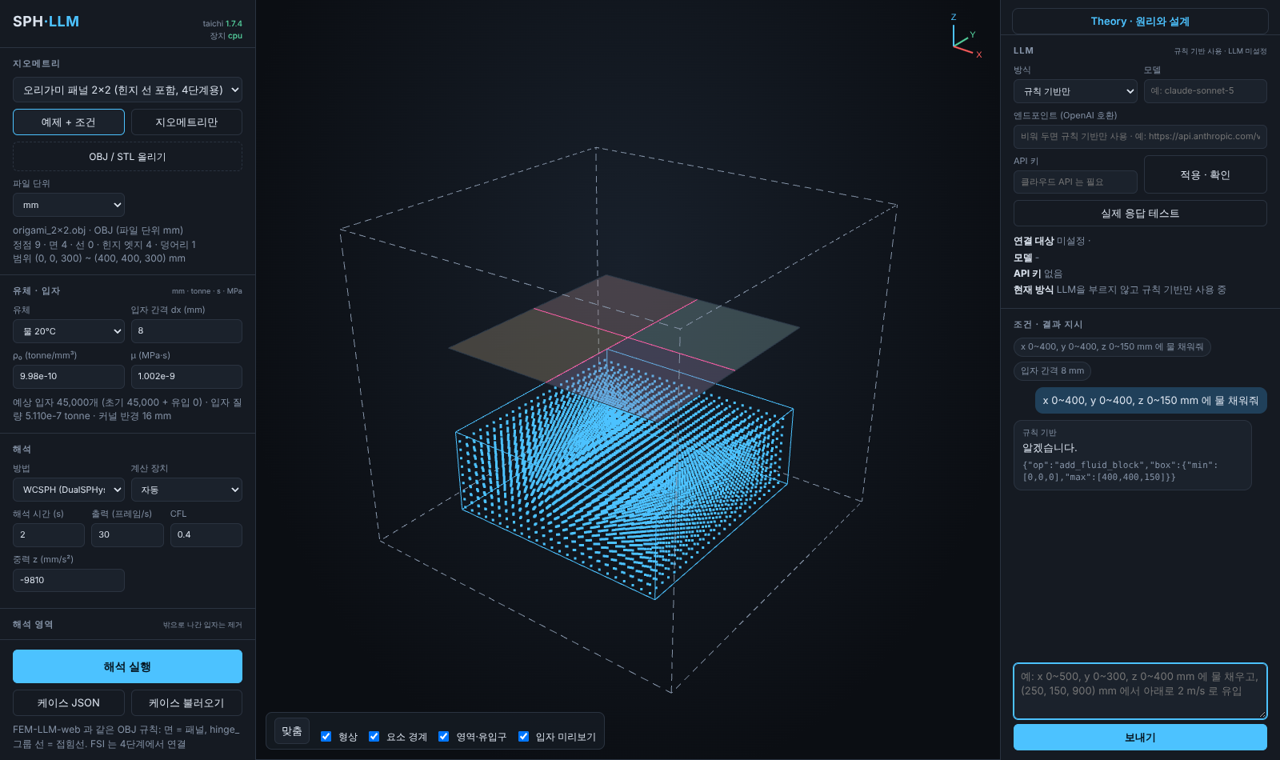 SPH·LLM
taichi 1.7.4
장치 cpu
지오메트리
오리가미 패널 2×2 (힌지 선 포함, 4단계용)
예제 + 조건
지오메트리만
OBJ / STL 올리기
파일 단위
mm
origami_2×2.obj · OBJ (파일 단위 mm)
정점 9 · 면 4 · 선 0 · 힌지 엣지 4 · 덩어리 1
범위 (0, 0, 300) ~ (400, 400, 300) mm
유체 · 입자
mm · tonne · s · MPa
유체
입자 간격 dx (mm)
물 20°C
8
ρ₀ (tonne/mm³)
μ (MPa·s)
9.98e-10
1.002e-9
예상 입자 45,000개 (초기 45,000 + 유입 0) · 입자 질
량 5.110e-7 tonne · 커널 반경 16 mm
해석
방법
계산 장치
WCSPH (DualSPHy
자동
해석 시간 (s)
출력 (프레임/s)
CFL
2
30
0.4
중력 z (mm/s²)
-9810
해석 영역
밖으로 나간 입자는 제거
해석 실행
케이스 JSON
케이스 불러오기
FEM-LLM-web 과 같은 OBJ 규칙: 면 = 패널, hinge_
그룹 선 = 접힘선. FSI 는 4단계에서 연결
Z
Y
X
맞춤
형상
요소 경계
영역·유입구
입자 미리보기
Theory · 원리와 설계
LLM
규칙 기반 사용 · LLM 미설정
방식
모델
규칙 기반만
예: claude-sonnet-5
엔드포인트 (OpenAI 호환)
비워 두면 규칙 기반만 사용 · 예: https://api.anthropic.com/v
API 키
클라우드 API 는 필요
적용 · 확인
실제 응답 테스트
연결 대상 미설정 ·
모델 -
API 키 없음
현재 방식 LLM을 부르지 않고 규칙 기반만 사용 중
조건 · 결과 지시
x 0~400, y 0~400, z 0~150 mm 에 물 채워줘
입자 간격 8 mm
x 0~400, y 0~400, z 0~150 mm 에 물 채워줘
규칙 기반
알겠습니다.
{"op":"add_fluid_block","box":{"min":
[0,0,0],"max":[400,400,150]}}
예: x 0~500, y 0~300, z 0~400 mm 에 물 채우고,
(250, 150, 900) mm 에서 아래로 2 m/s 로 유입
보내기